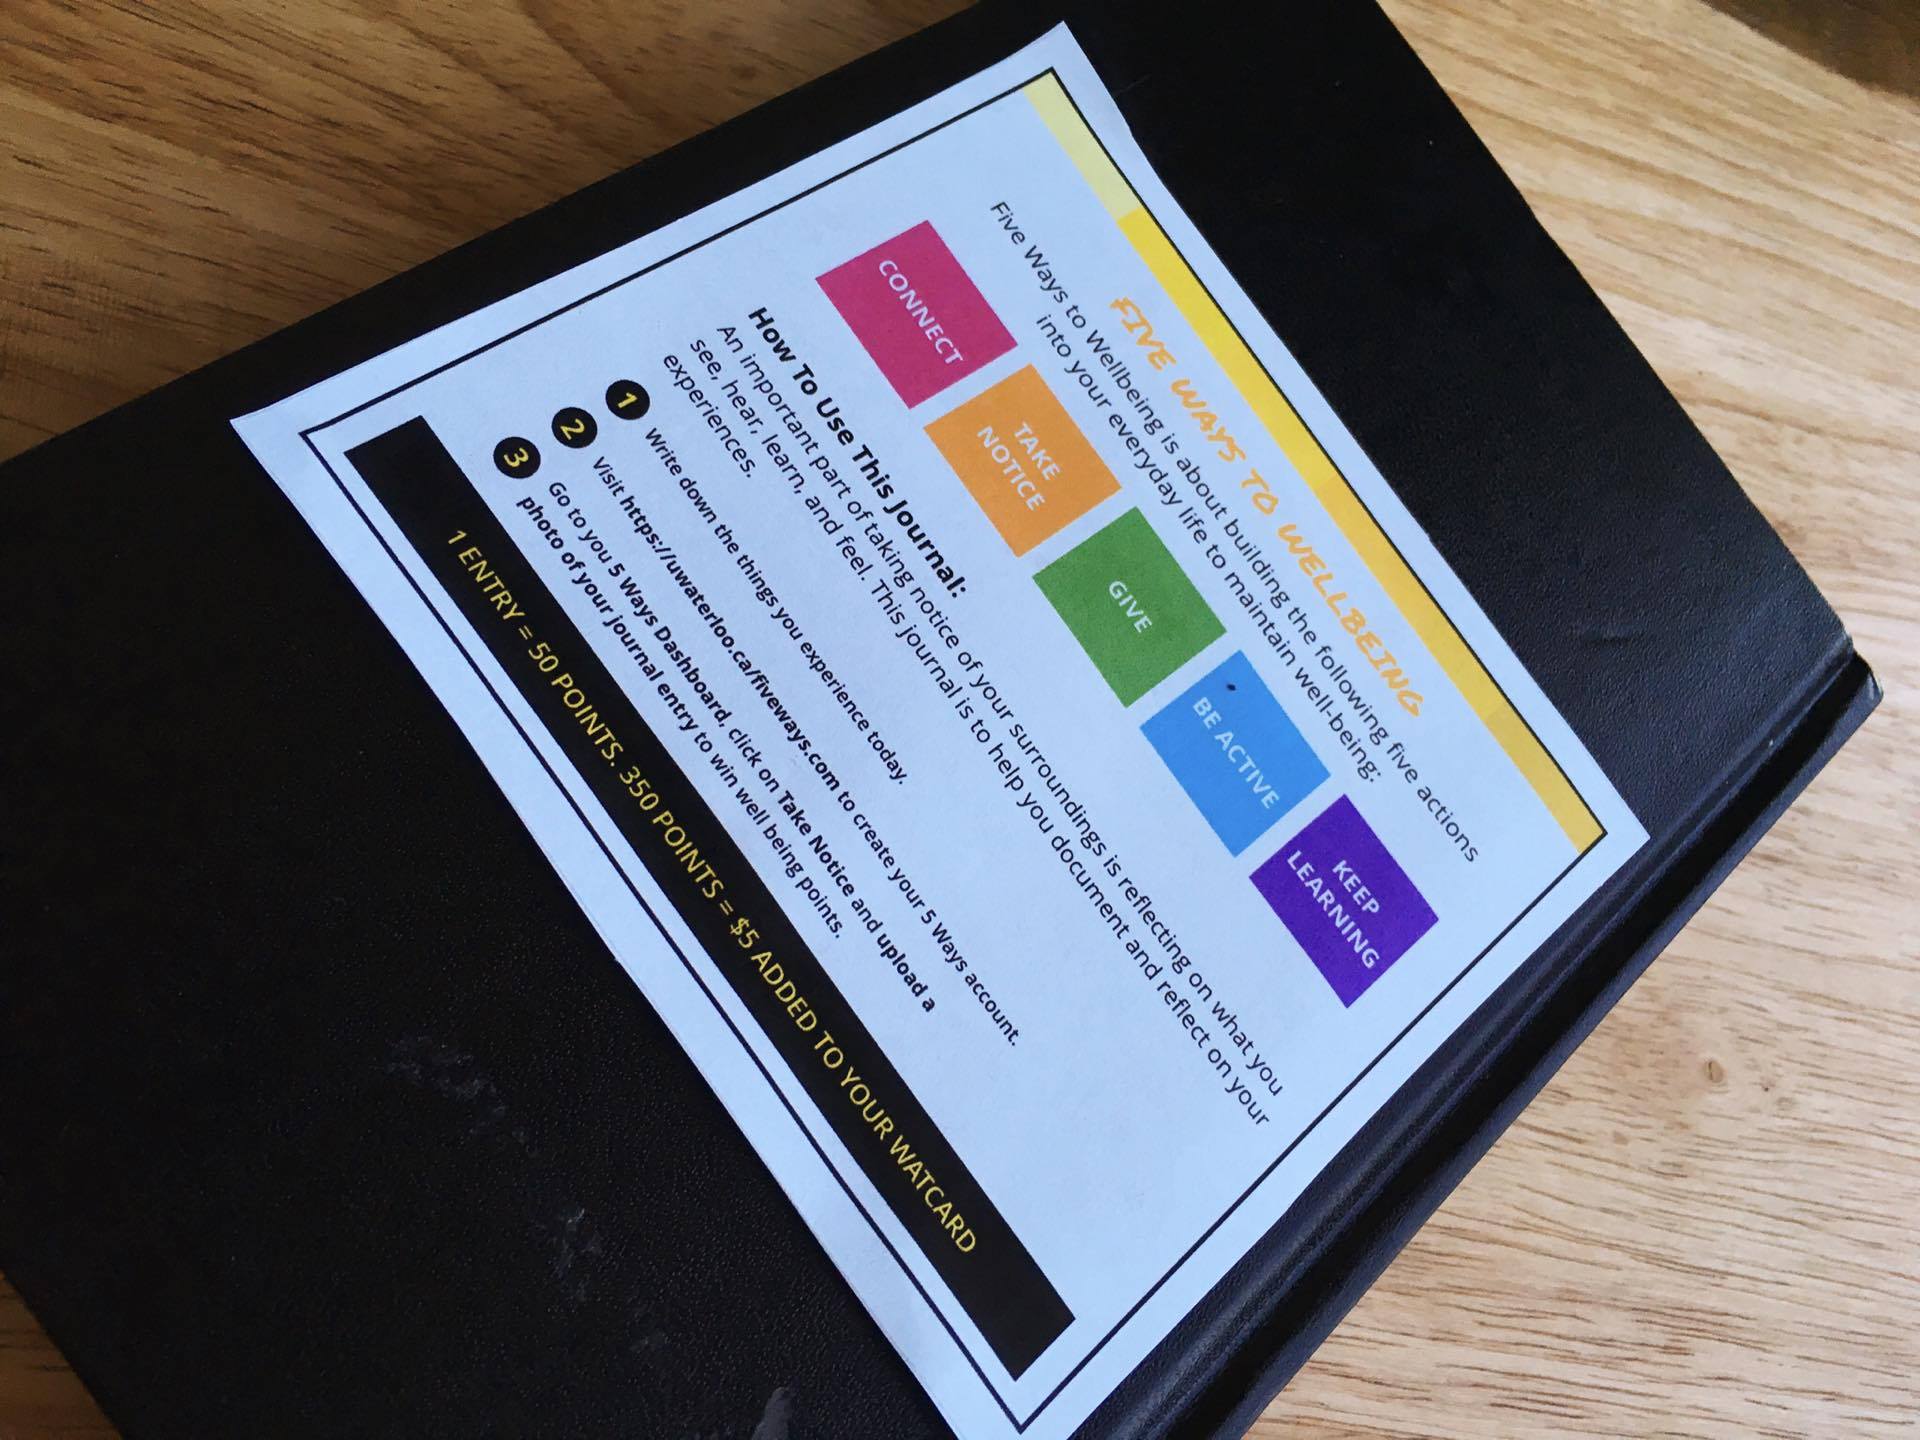 FIVE WAYS TO WELLBEING
Five Ways to Wellbeing is about building the following five actions
into your everyday life to maintain well-being:
CONNECT
TAKE
NOTICE
GIVE
BE ACTIVE
KEEP
LEARNING
How To Use This Journal:
An important part of taking notice of your surroundings is reflecting on what you
see, hear, learn, and feel. This journal is to help you document and reflect on your
experiences.
1 Write down the things you experience today.
2 Visit https://uwaterloo.ca/fiveways.com to create your 5 Ways account.
3 Go to you 5 Ways Dashboard, click on Take Notice and upload a
photo of your journal entry to win well being points.
1 ENTRY = 50 POINTS. 350 POINTS = $5 ADDED TO YOUR WATCARD